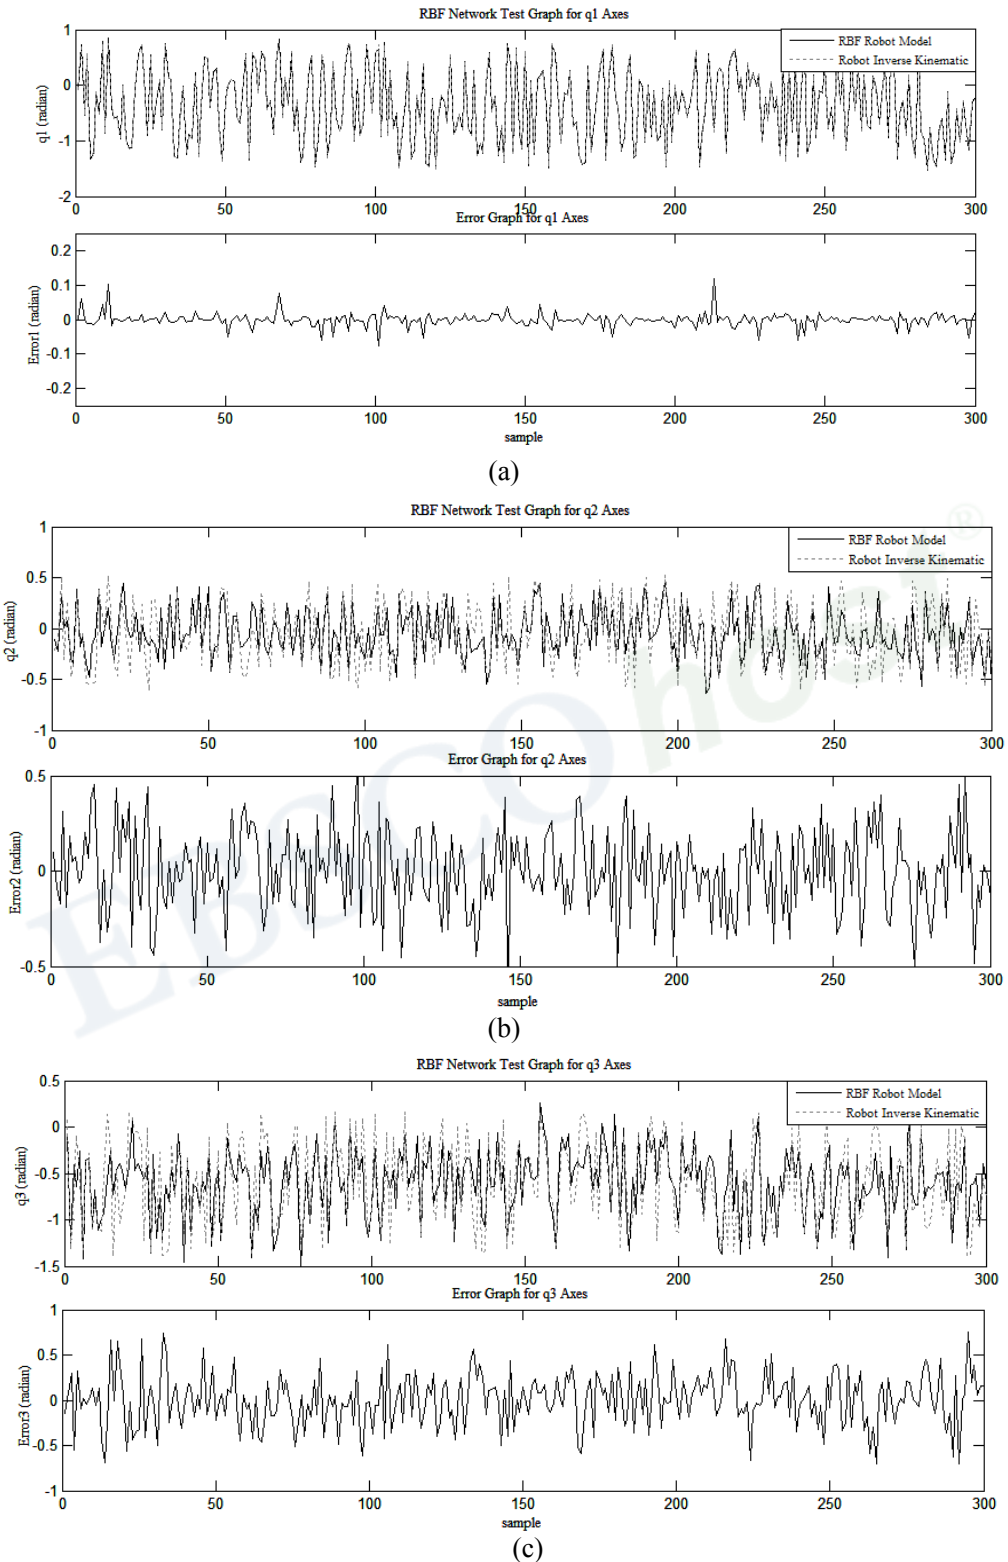 RBF Network Test Graph for q1 Axes
1
0
-1
-2
q1 (radian)
RBF Robot Model
Robot Inverse Kinematic
0 50 100 150 200 250 300
Error Graph for q1 Axes
0.2
0.1
0
-0.1
-0.2
Error1 (radian)
0 50 100 150 200 250 300
sample
(a)
RBF Network Test Graph for q2 Axes
1
0.5
0
-0.5
-1
q2 (radian)
RBF Robot Model
Robot Inverse Kinematic
0 50 100 150 200 250 300
Error Graph for q2 Axes
0.5
0
-0.5
Error2 (radian)
0 50 100 150 200 250 300
sample
(b)
EBSCOhost®
RBF Network Test Graph for q3 Axes
0.5
0
-0.5
-1
-1.5
q3 (radian)
RBF Robot Model
Robot Inverse Kinematic
0 50 100 150 200 250 300
Error Graph for q3 Axes
1
0.5
0
-0.5
-1
Error3 (radian)
0 50 100 150 200 250 300
sample
(c)